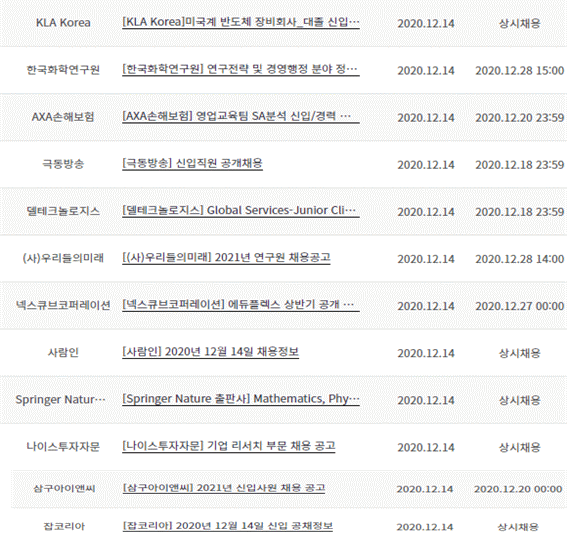 KLA Korea [KLA Korea]미국계 반도체 장비회사_대졸 신입… 2020.12.14 상시채용
한국화학연구원 [한국화학연구원] 연구전략 및 경영행정 분야 정… 2020.12.14 2020.12.28 15:00
AXA손해보험 [AXA손해보험] 영업교육팀 SA분석 신입/경력 … 2020.12.14 2020.12.20 23:59
극동방송 [극동방송] 신입직원 공개채용 2020.12.14 2020.12.18 23:59
델테크놀로지스 [델테크놀로지스] Global Services-Junior Cli… 2020.12.14 2020.12.18 23:59
(사)우리들의미래 [(사)우리들의미래] 2021년 연구원 채용공고 2020.12.14 2020.12.28 14:00
넥스큐브코퍼레이션 [넥스큐브코퍼레이션] 에듀플렉스 상반기 공개 … 2020.12.14 2020.12.27 00:00
사람인 [사람인] 2020년 12월 14일 채용정보 2020.12.14 상시채용
Springer Natur… [Springer Nature 출판사] Mathematics, Phy… 2020.12.14 상시채용
나이스투자자문 [나이스투자자문] 기업 리서치 부문 채용 공고 2020.12.14 상시채용
삼구아이앤씨 [삼구아이앤씨] 2021년 신입사원 채용 공고 2020.12.14 2020.12.20 00:00
잡코리아 [잡코리아] 2020년 12월 14일 신입 공채정보 2020.12.14 상시채용